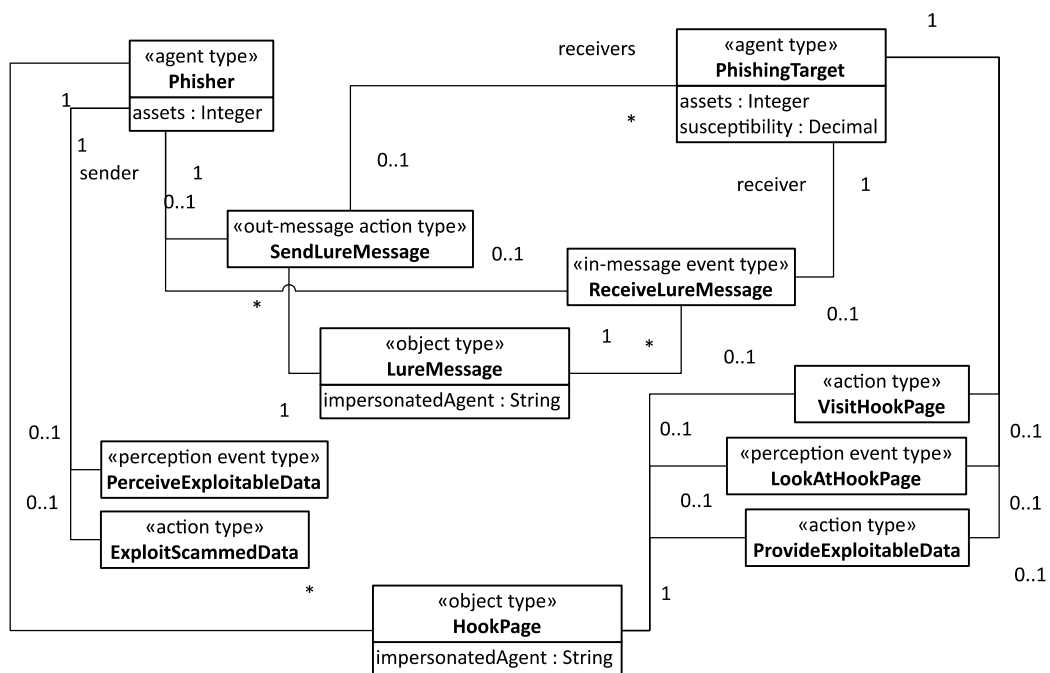 1
receivers
«agent type»
PhishingTarget
«agent type»
Phisher
assets : Integer
susceptibility : Decimal
1
assets : Integer
*
1
sender
1
0..1
receiver
1
0..1
«out-message action type»
SendLureMessage
0..1
«in-message event type»
ReceiveLureMessage
*
0..1
«object type»
LureMessage
1
*
0..1
impersonatedAgent : String
1
«action type»
VisitHookPage
0..1
0..1
0..1
«perception event type»
PerceiveExploitableData
«perception event type»
LookAtHookPage
0..1
0..1
0..1
«action type»
ExploitScammedData
«action type»
ProvideExploitableData
0..1
*
1
«object type»
HookPage
impersonatedAgent : String